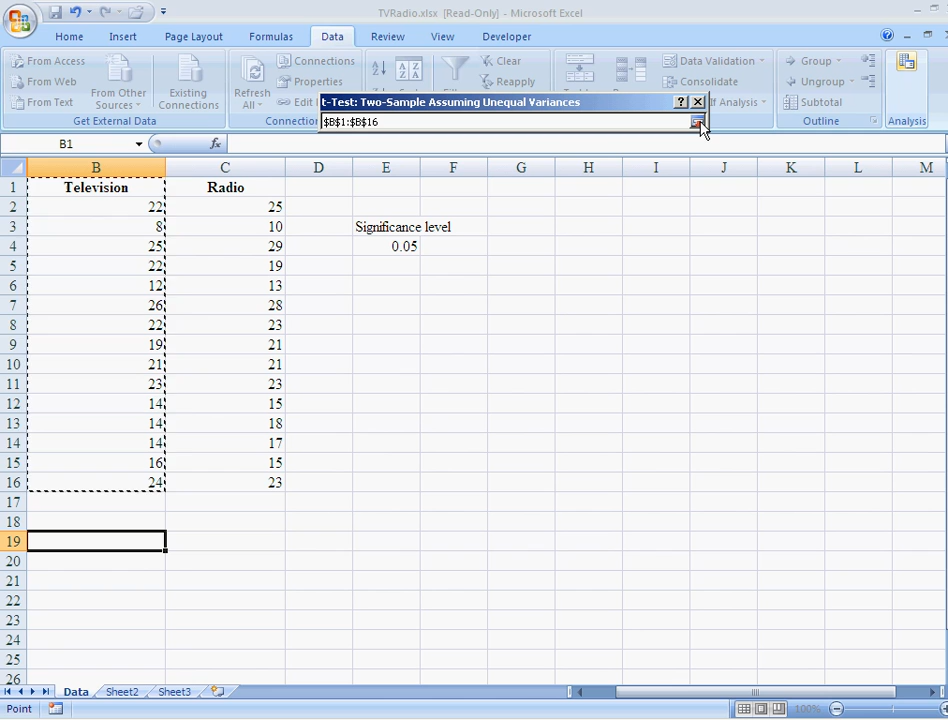 TVRadio.xlsx [Read-Only] - Microsoft Excel
Home Insert Page Layout Formulas Data Review View Developer
From Access
From Web
From Text
From Other
Sources
Existing
Connections
Get External Data
Refresh
All
Connections
Properties
Edit
Connection
A Z
Z A
Clear
Reapply
Data Validation
Consolidate
If Analysis
Group
Ungroup
Subtotal
Outline
Analysis
t-Test: Two-Sample Assuming Unequal Variances ? X
$B$1:$B$16
B1 fx
B C D E F G H I J K L M
1 Television Radio
2 22 25
3 8 10 Significance level
4 25 29 0.05
5 22 19
6 12 13
7 26 28
8 22 23
9 19 21
10 21 21
11 23 23
12 14 15
13 14 18
14 14 17
15 16 15
16 24 23
17
18
19
20
21
22
23
24
25
26
Data Sheet2 Sheet3
Point 100%